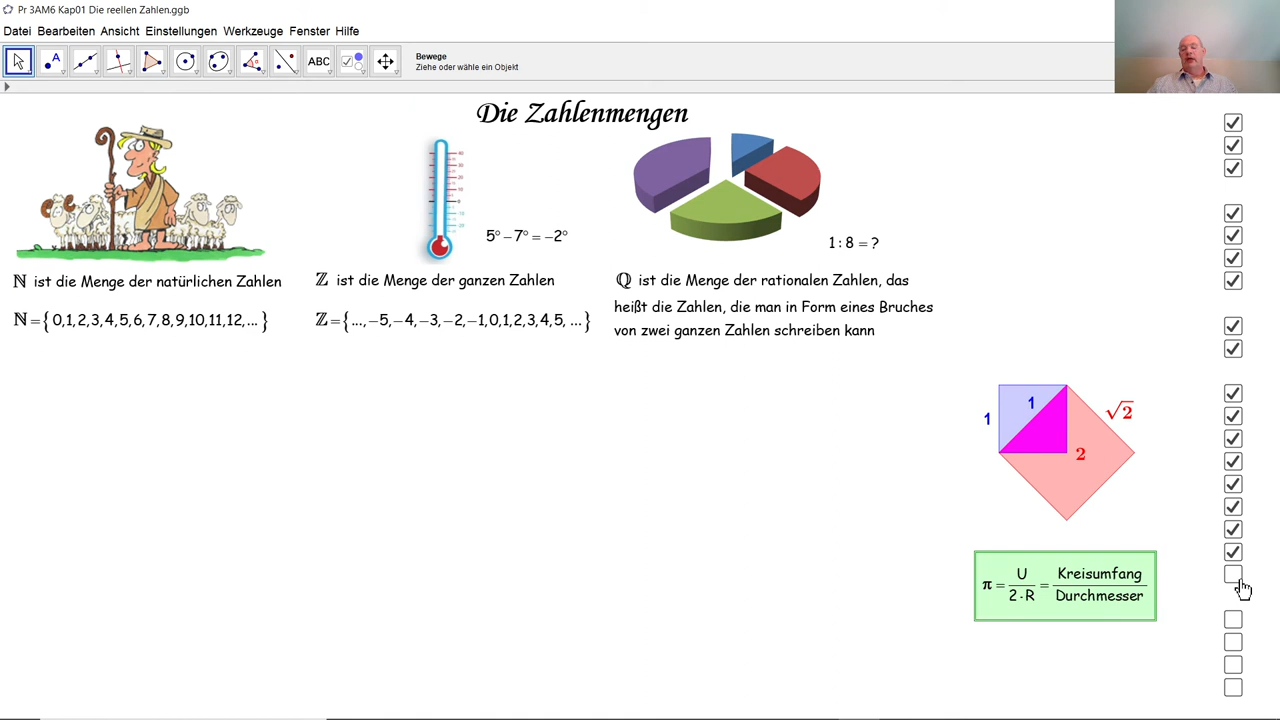 Pr 3AM6 Kap01 Die reellen Zahlen.ggb
Datei Bearbeiten Ansicht Einstellungen Werkzeuge Fenster Hilfe
A
ABC
Bewege
Ziehe oder wähle ein Objekt
Die Zahlenmengen
5° – 7° = –2°
1 : 8 = ?
ℕ ist die Menge der natürlichen Zahlen
ℕ = { 0,1,2,3,4,5,6,7,8,9,10,11,12,... }
ℤ ist die Menge der ganzen Zahlen
ℤ = {..., –5, –4, –3, –2, –1,0,1,2,3,4,5, ...}
ℚ ist die Menge der rationalen Zahlen, das
heißt die Zahlen, die man in Form eines Bruches
von zwei ganzen Zahlen schreiben kann
1
1
√2
2
π = U / 2·R = Kreisumfang / Durchmesser